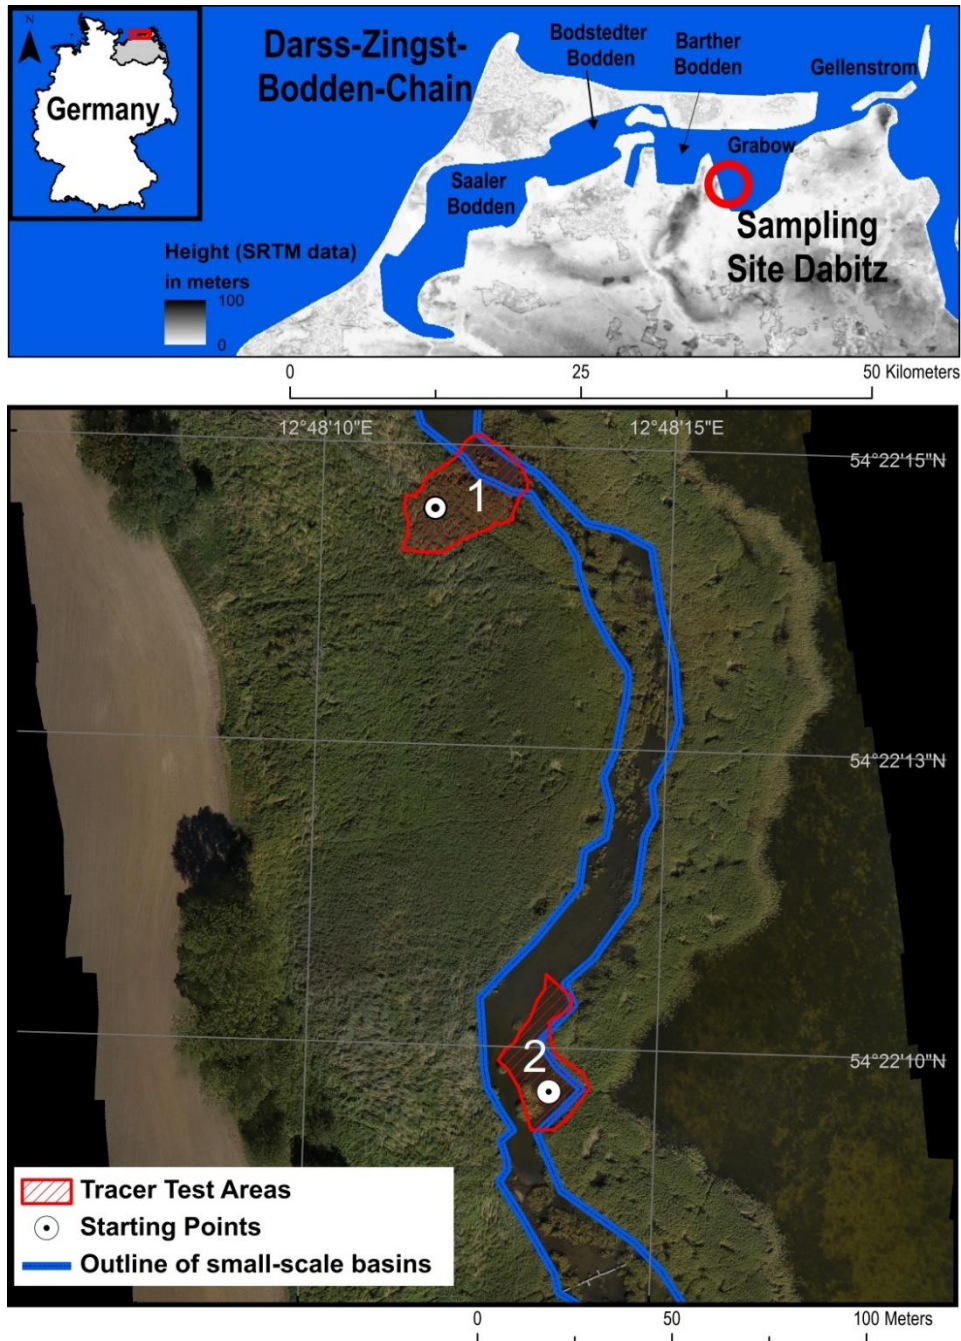 N
Germany
Darss-Zingst-
Bodden-Chain
Bodstedter
Bodden
Barther
Bodden
Gellenstrom
Grabow
Saaler
Bodden
Sampling
Site Dabitz
Height (SRTM data)
in meters
100
0
0
25
50 Kilometers
12°48'10"E
12°48'15"E
54°22'15"N
1
54°22'13"N
2
54°22'10"N
Tracer Test Areas
Starting Points
Outline of small-scale basins
0
50
100 Meters